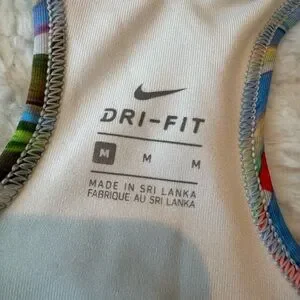 DRI-FIT
M M M
MADE IN SRI LANKA
FABRIQUE AU SRI LANKA